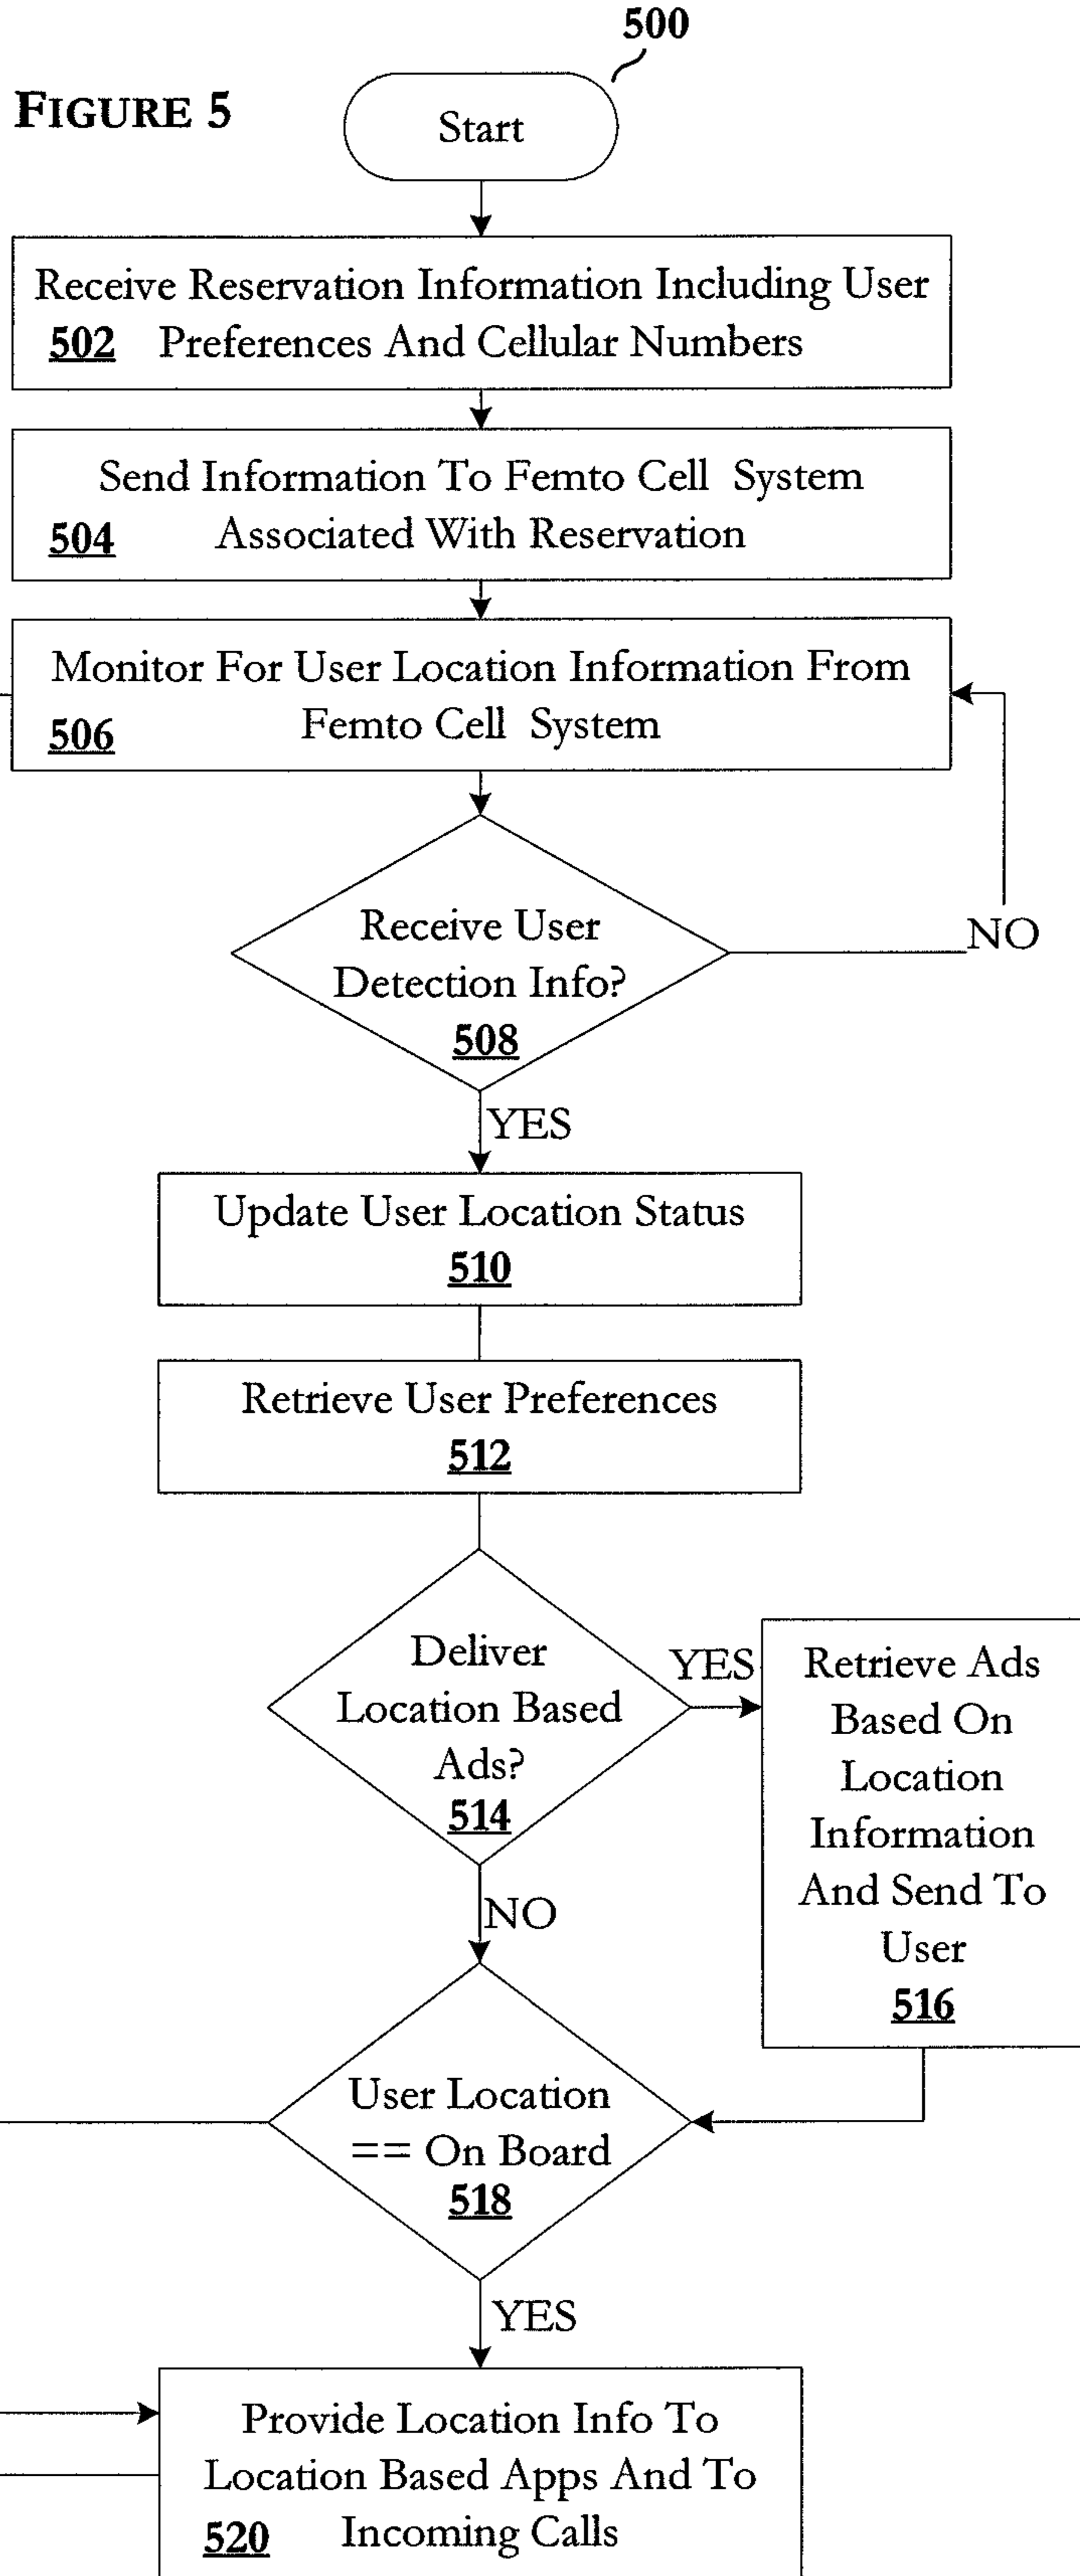 500
FIGURE 5
Start
Receive Reservation Information Including User
502 Preferences And Cellular Numbers
Send Information To Femto Cell System
504 Associated With Reservation
Monitor For User Location Information From
506 Femto Cell System
Receive User
Detection Info?
508
NO
YES
Update User Location Status
510
Retrieve User Preferences
512
Deliver
Location Based
Ads?
514
YES
Retrieve Ads
Based On
Location
Information
And Send To
User
516
NO
User Location
== On Board
518
YES
Provide Location Info To
Location Based Apps And To
520 Incoming Calls